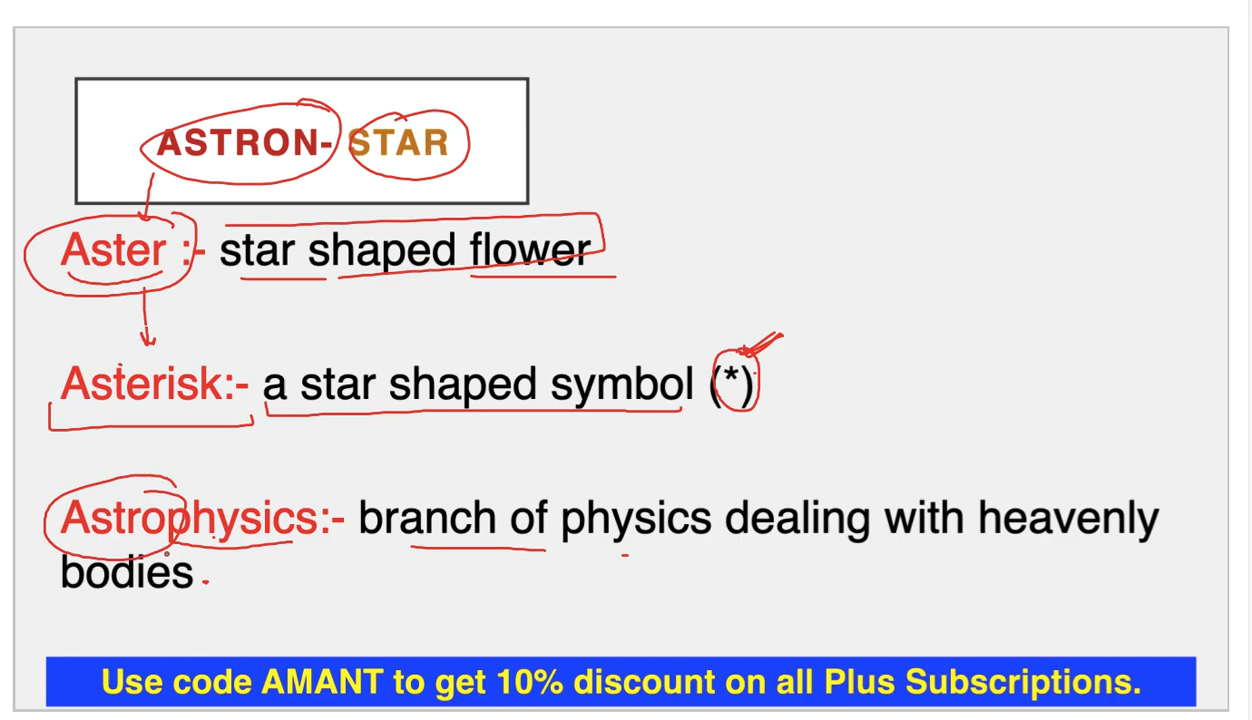 ASTRON- STAR
Aster :- star shaped flower
Asterisk:- a star shaped symbol (*)
Astrophysics:- branch of physics dealing with heavenly
bodies
Use code AMANT to get 10% discount on all Plus Subscriptions.